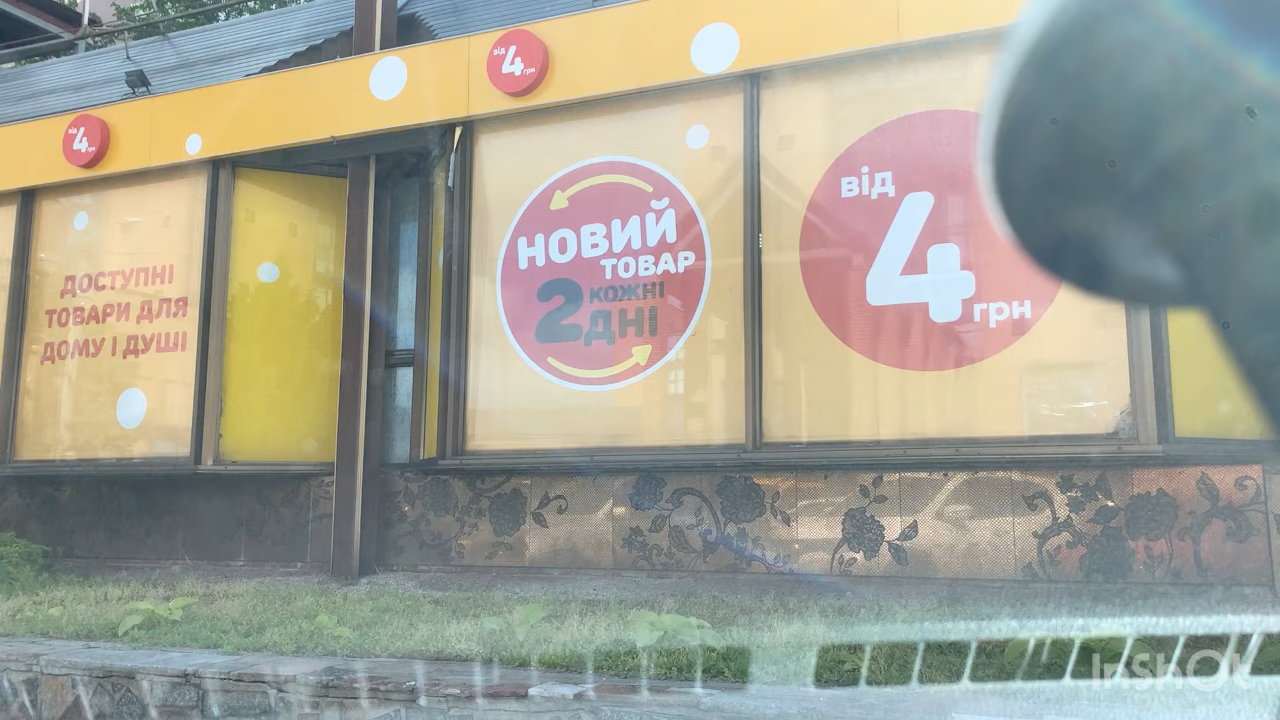 від
4 грн
від
4 грн
ДОСТУПНІ
ТОВАРИ ДЛЯ
ДОМУ І ДУШІ
НОВИЙ
ТОВАР
2 КОЖНІ
ДНІ
від
4
грн
InShOt